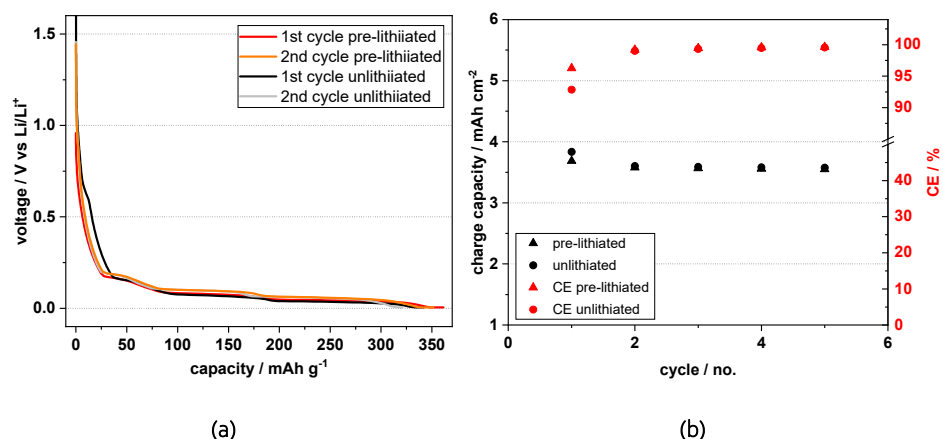 1st cycle pre-lithiiated
2nd cycle pre-lithiiated
1st cycle unlithiiated
2nd cycle unlithiiated
voltage / V vs Li/Li⁺
1.5
1.0
0.5
0.0
0 50 100 150 200 250 300 350
capacity / mAh g⁻¹
(a)
charge capacity / mAh cm⁻²
6
5
4
3
2
1
pre-lithiated
unlithiated
CE pre-lithiated
CE unlithiated
100
95
90
40
30
20
10
0
CE / %
0 2 4 6
cycle / no.
(b)